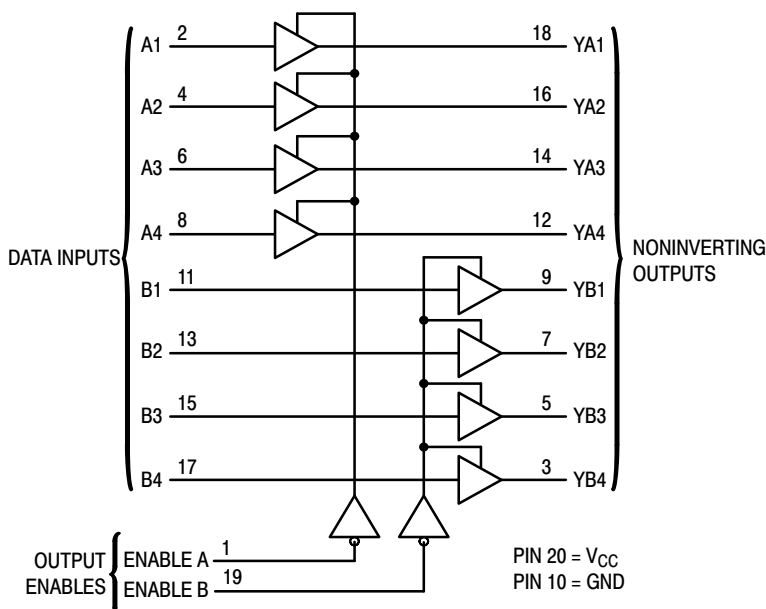 A1 2 18 YA1
A2 4 16 YA2
A3 6 14 YA3
A4 8 12 YA4
DATA INPUTS
NONINVERTING
OUTPUTS
B1 11 9 YB1
B2 13 7 YB2
B3 15 5 YB3
B4 17 3 YB4
OUTPUT
ENABLES
ENABLE A 1
ENABLE B 19
PIN 20 = VCC
PIN 10 = GND